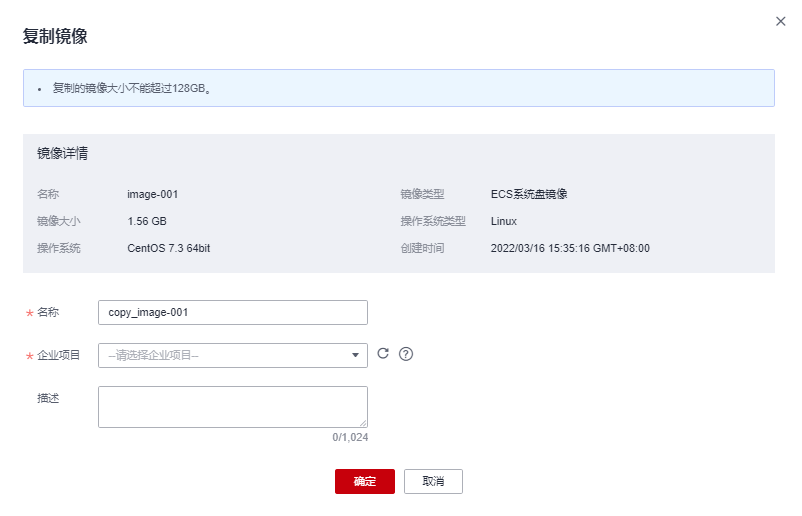 复制镜像
• 复制的镜像大小不能超过128GB。
镜像详情
名称 image-001 镜像类型 ECS系统盘镜像
镜像大小 1.56 GB 操作系统类型 Linux
操作系统 CentOS 7.3 64bit 创建时间 2022/03/16 15:35:16 GMT+08:00
* 名称 copy_image-001
* 企业项目 --请选择企业项目--
描述
0/1,024
确定 取消